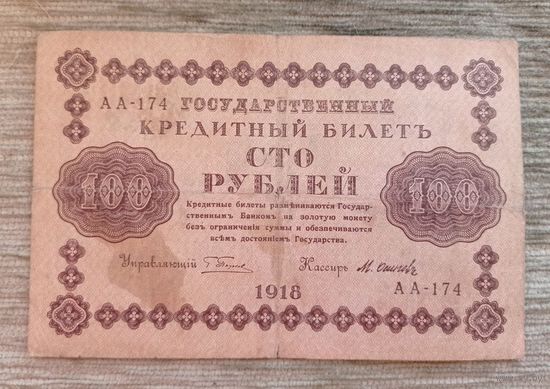 АА-174 ГОСУДАРСТВЕННЫЙ
КРЕДИТНЫЙ БИЛЕТЪ
СТО
РУБЛЕЙ
100
100
Кредитные билеты размѣниваются Государ-
ственнымъ Банкомъ на золотую монету
безъ ограниченія суммы и обезпечиваются
всѣмъ достояніемъ Государства.
Управляющій
Кассиръ
1918
АА-174